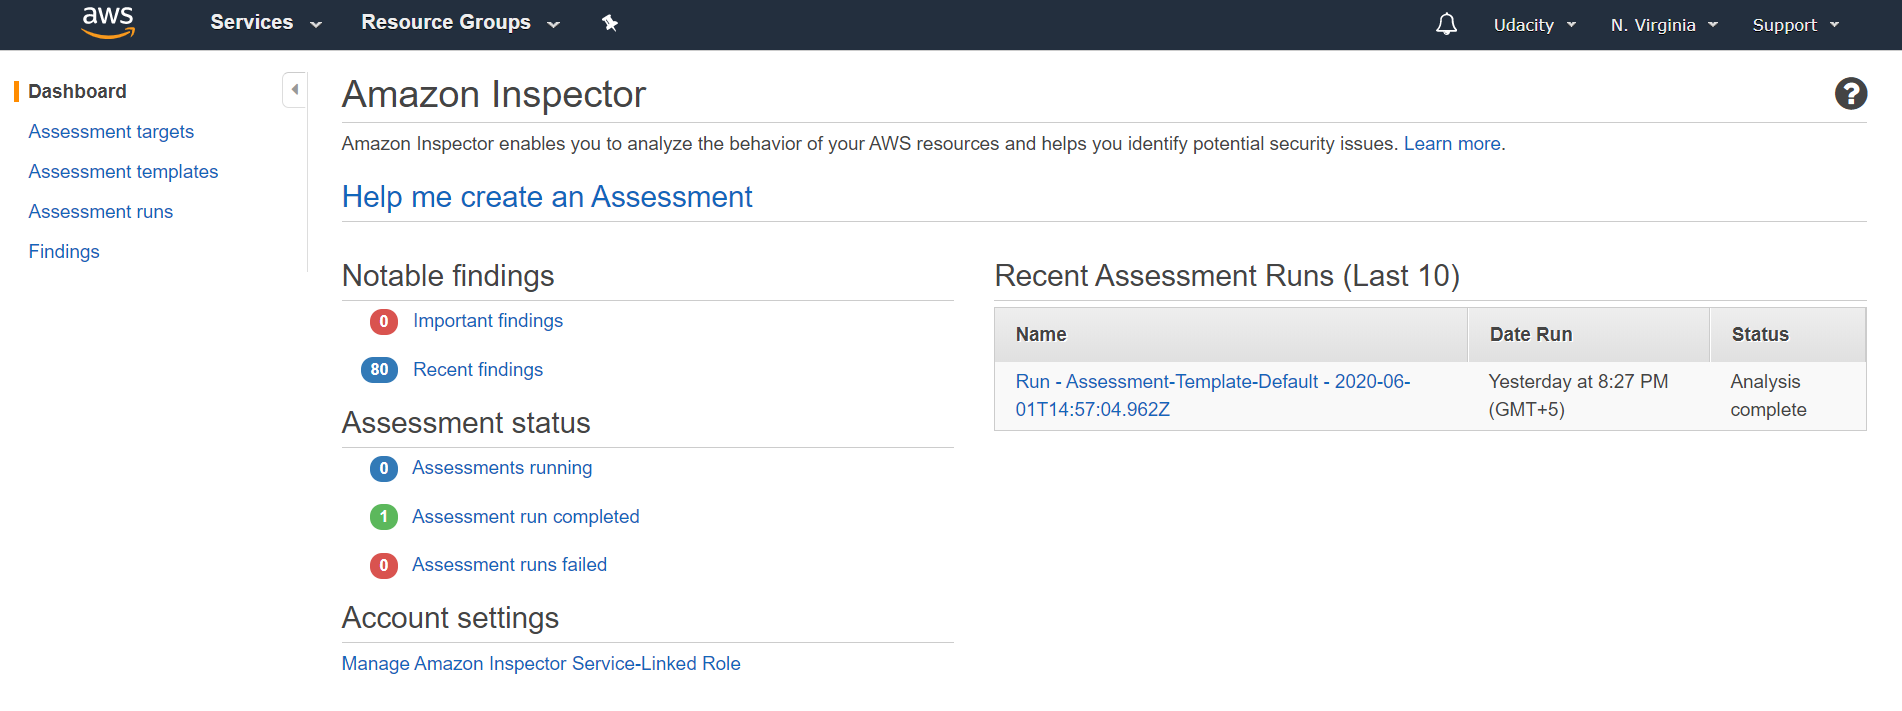 aws Services Resource Groups Udacity N. Virginia Support
Dashboard
Assessment targets
Assessment templates
Assessment runs
Findings
Amazon Inspector
?
Amazon Inspector enables you to analyze the behavior of your AWS resources and helps you identify potential security issues. Learn more.
Help me create an Assessment
Notable findings
0 Important findings
80 Recent findings
Assessment status
0 Assessments running
1 Assessment run completed
0 Assessment runs failed
Account settings
Manage Amazon Inspector Service-Linked Role
Recent Assessment Runs (Last 10)
Name Date Run Status
Run - Assessment-Template-Default - 2020-06- Yesterday at 8:27 PM Analysis
01T14:57:04.962Z (GMT+5) complete